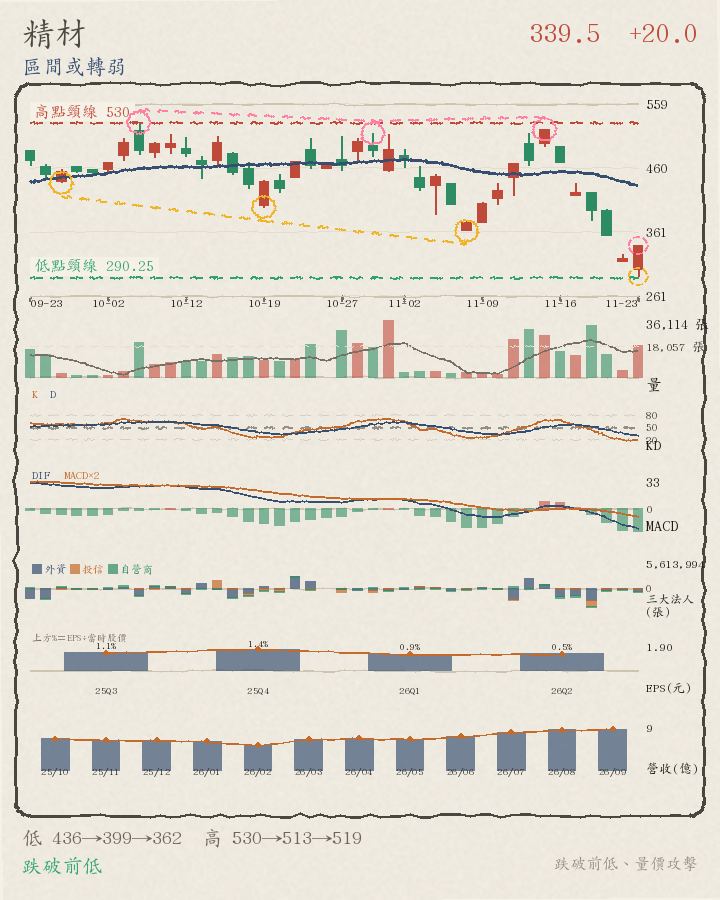 精材
339.5 +20.0
區間或轉弱
559
高點頸線 530
460
361
低點頸線 290.25
261
09-23 10-02 10-12 10-19 10-27 11-02 11-09 11-16 11-23
36,114 張
18,057 張
量
K D
80
50
20
KD
DIF MACD×2
33
0
MACD
外資 投信 自營商
5,613,994
0
三大法人
(張)
上方%=EPS÷當時股價
1.1% 1.4% 0.9% 0.5%
1.90
25Q3 25Q4 26Q1 26Q2
EPS(元)
9
25/10 25/11 25/12 26/01 26/02 26/03 26/04 26/05 26/06 26/07 26/08 26/09
營收(億)
低 436→399→362 高 530→513→519
跌破前低
跌破前低、量價攻擊